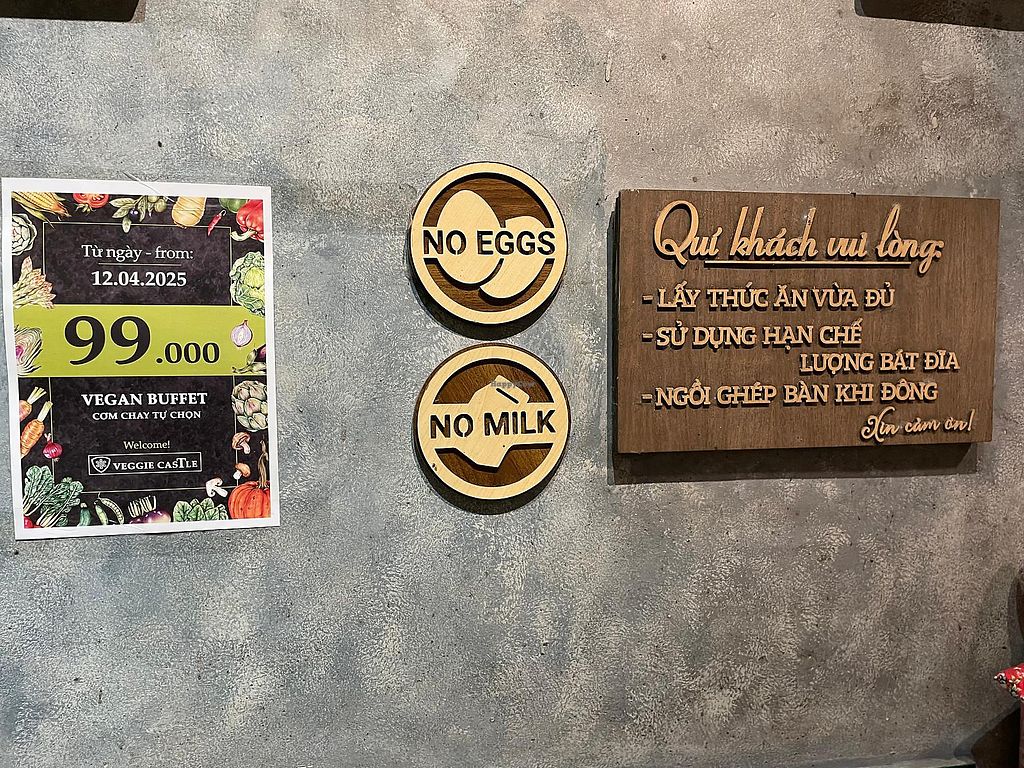 Từ ngày - from:
12.04.2025
99.000
VEGAN BUFFET
CƠM CHAY TỰ CHỌN
Welcome!
VEGGIE CASTLE
NO EGGS
NO MILK
Quí khách vui lòng:
- LẤY THỨC ĂN VỪA ĐỦ
- SỬ DỤNG HẠN CHẾ
LƯỢNG BÁT ĐĨA
- NGỒI GHÉP BÀN KHI ĐÔNG
Xin cảm ơn!